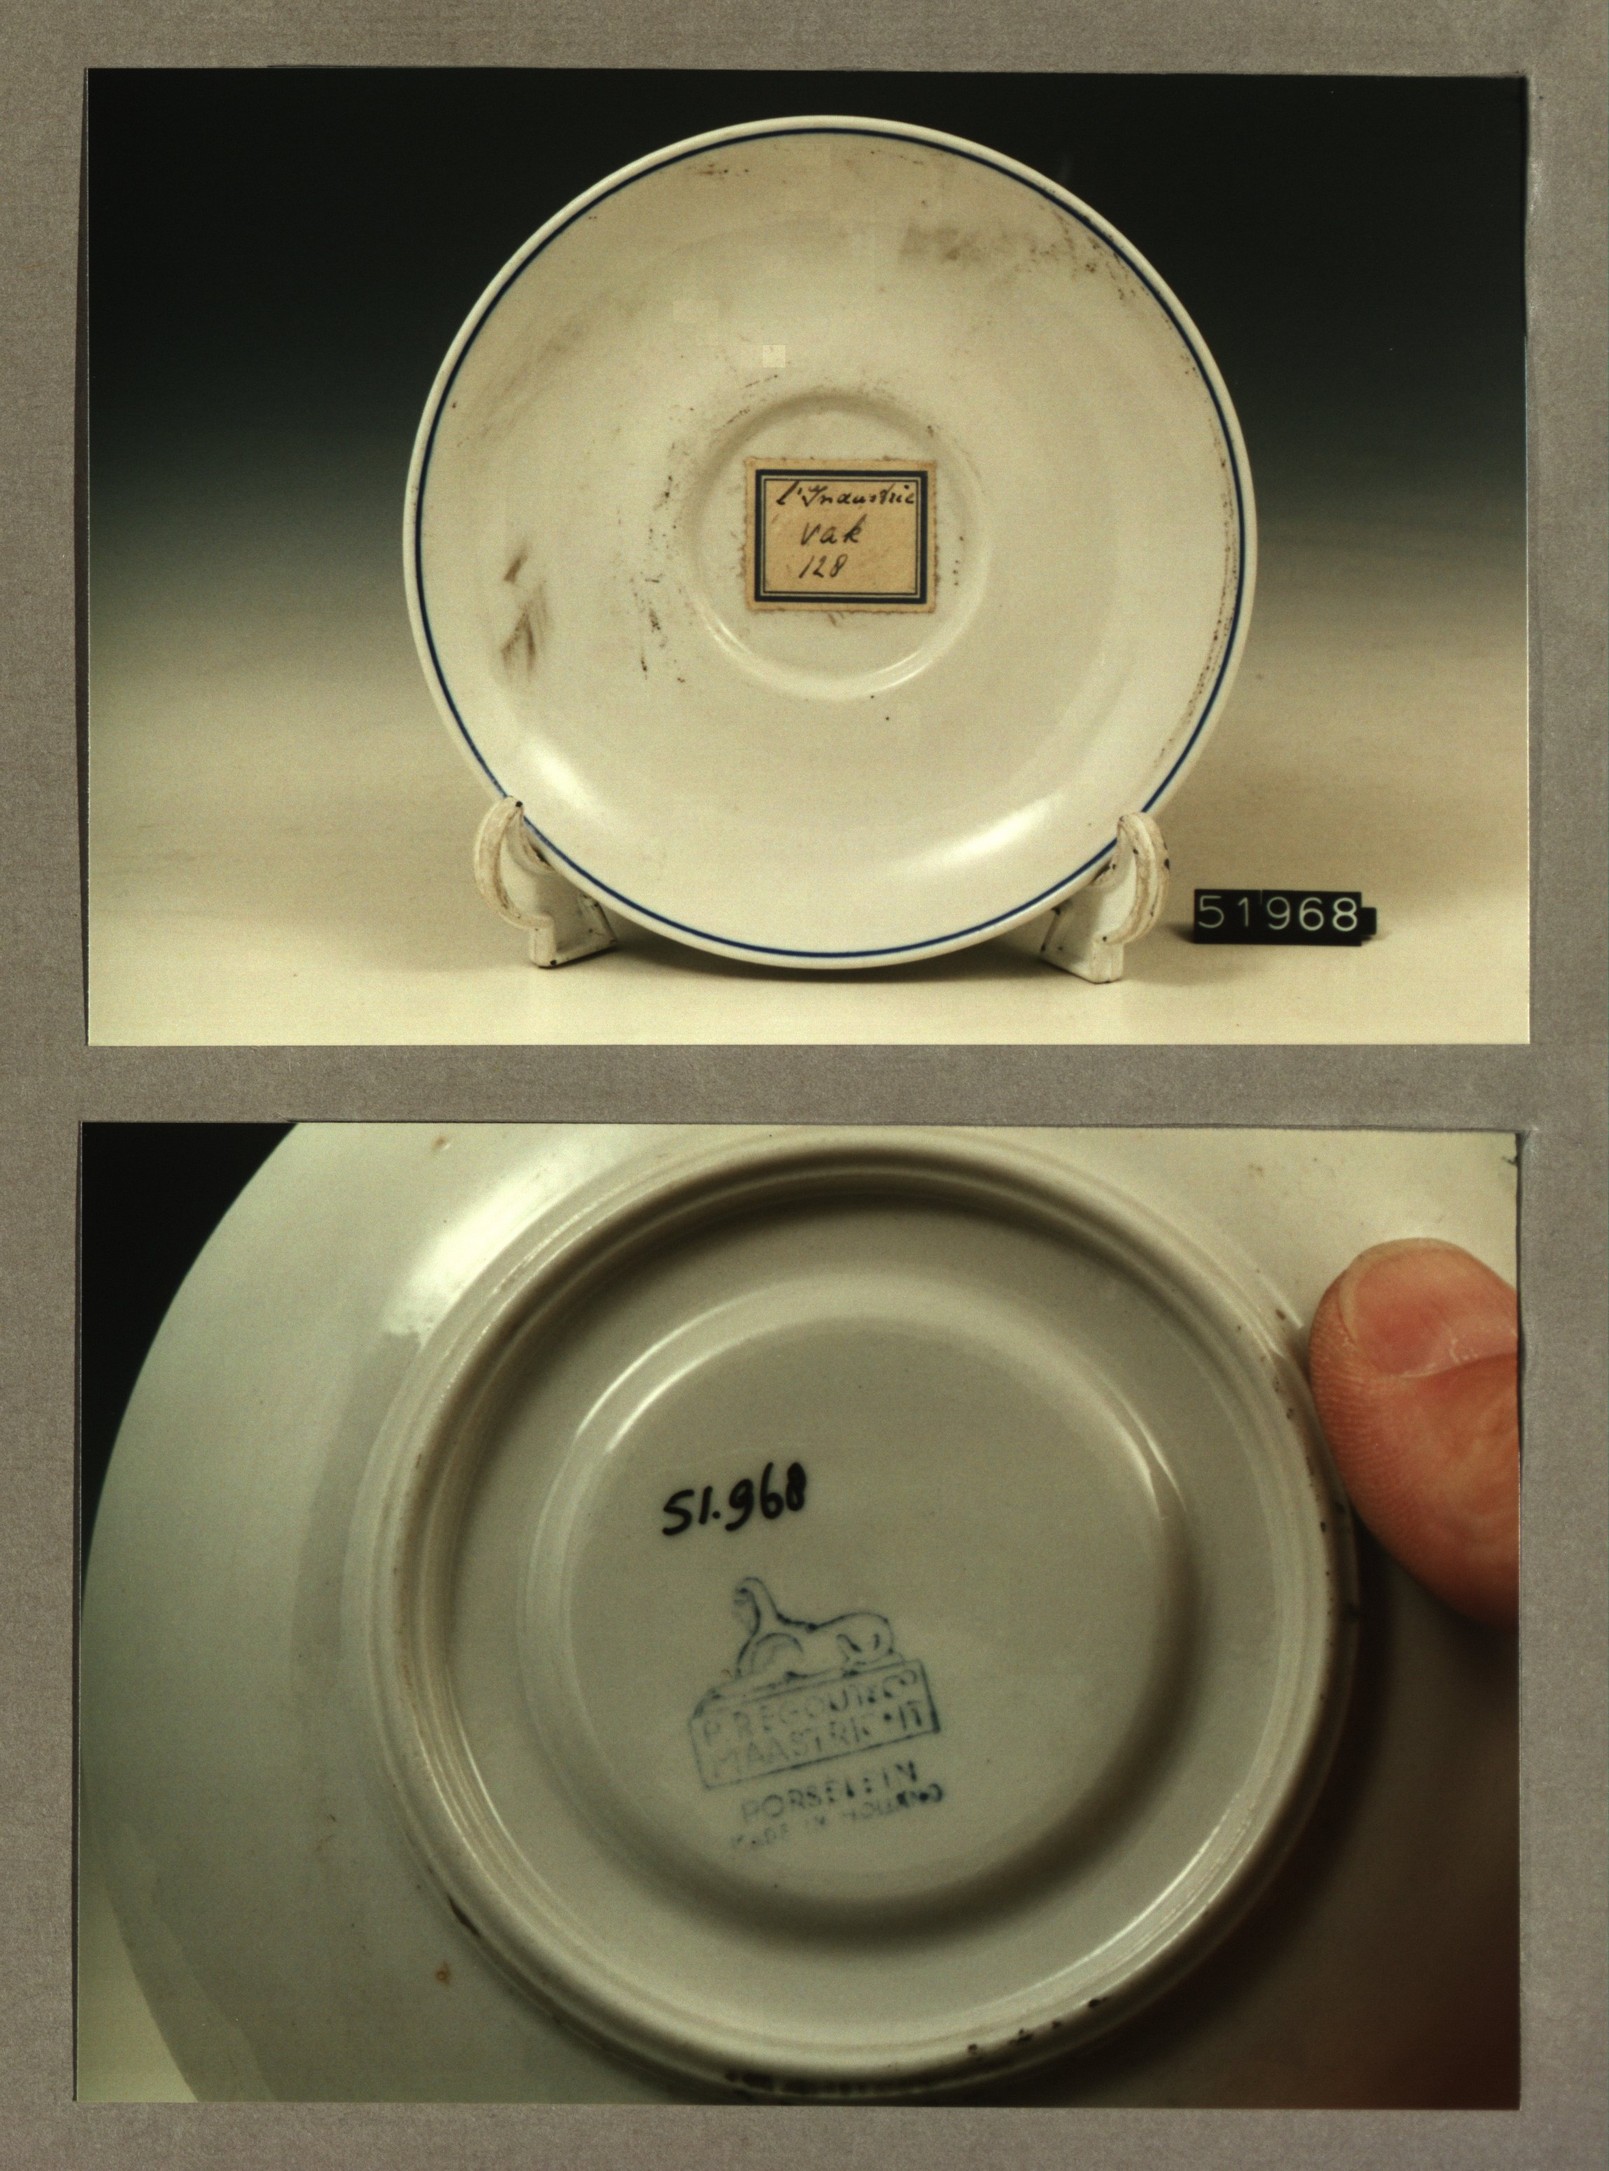 l'Industrie
vak
128
51968
51.968
P. REGOUT & Co
MAASTRICHT
PORSELEIN
MADE IN HOLLAND